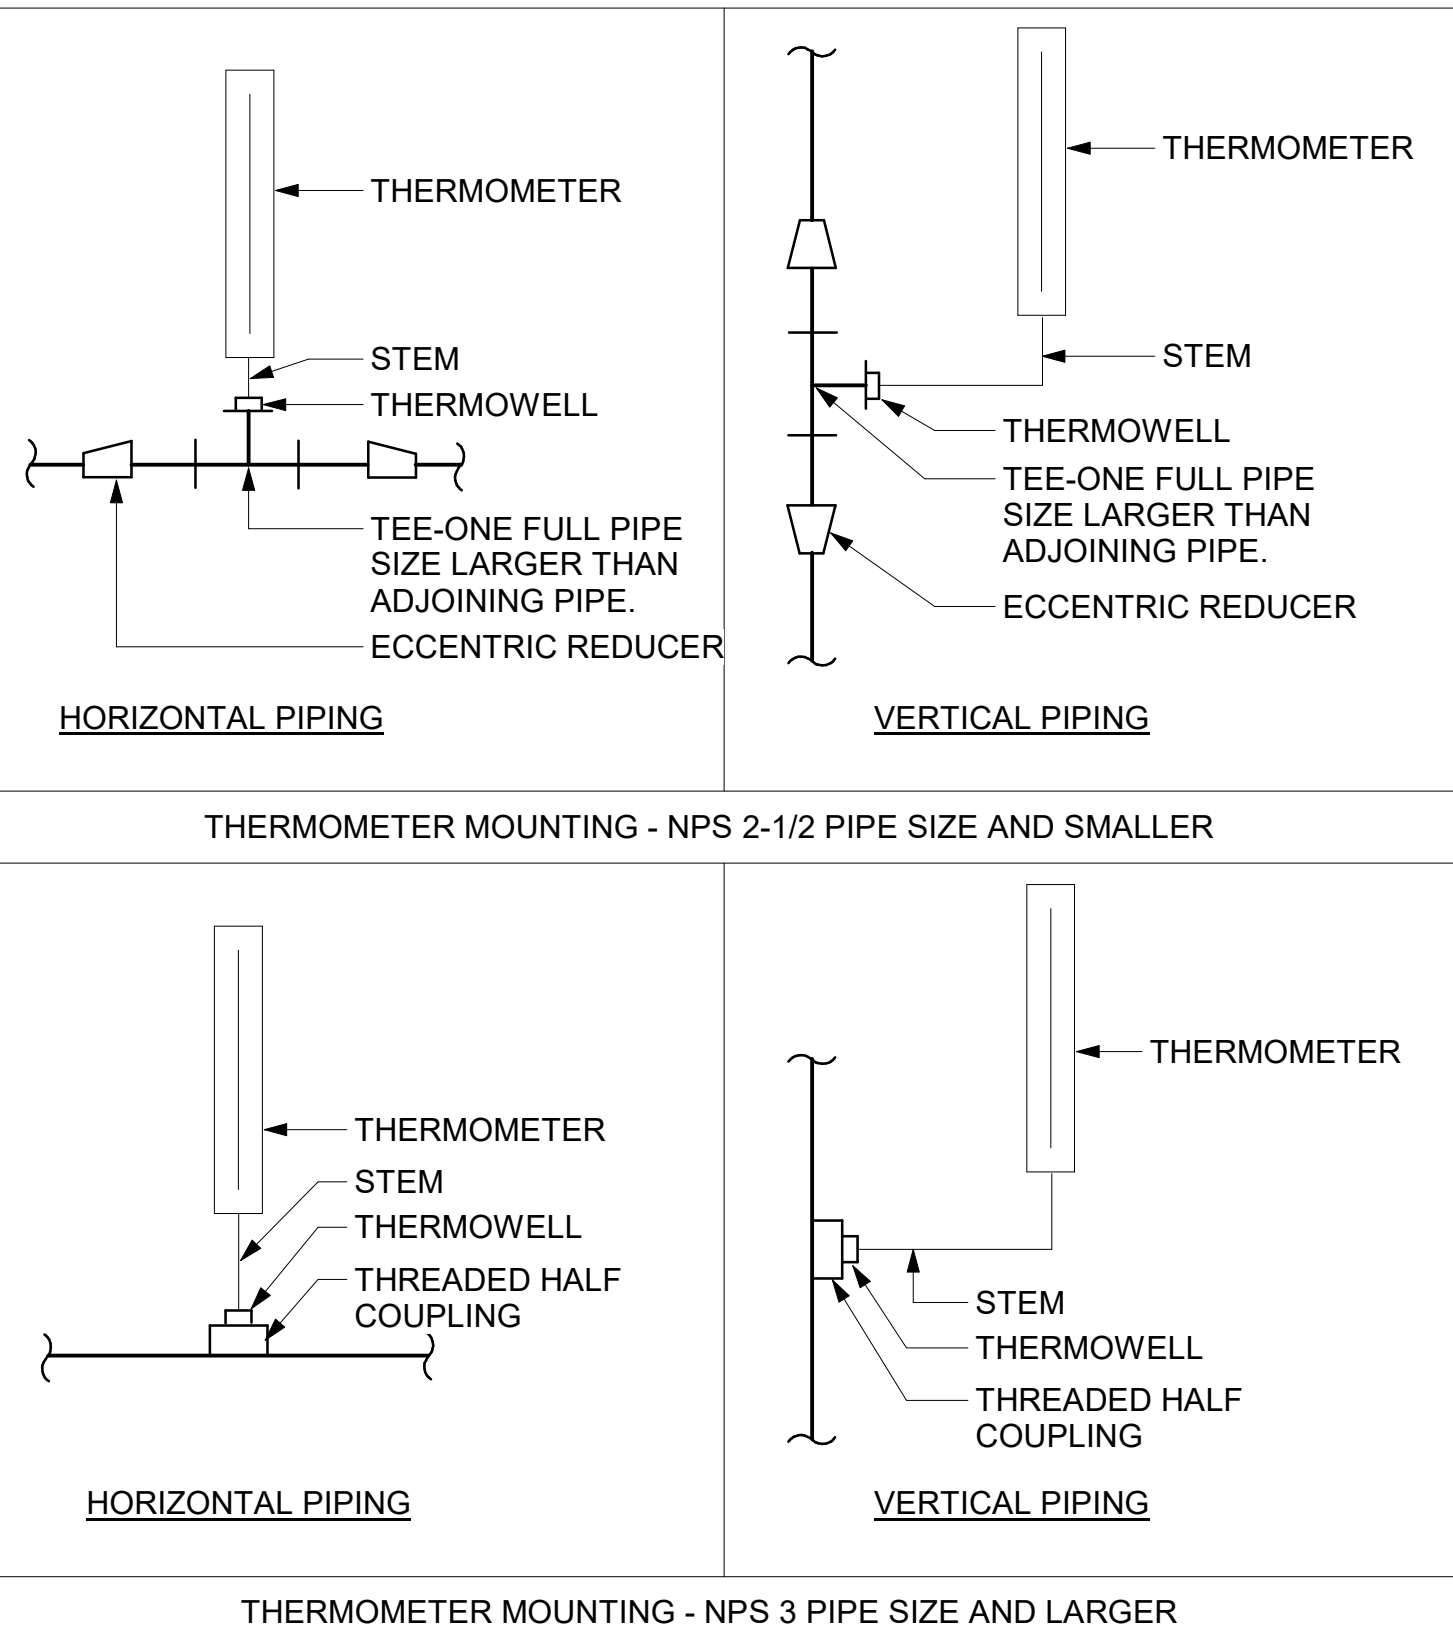 THERMOMETER
STEM
THERMOWELL
TEE-ONE FULL PIPE
SIZE LARGER THAN
ADJOINING PIPE.
ECCENTRIC REDUCER
HORIZONTAL PIPING
THERMOMETER
STEM
THERMOWELL
TEE-ONE FULL PIPE
SIZE LARGER THAN
ADJOINING PIPE.
ECCENTRIC REDUCER
VERTICAL PIPING
THERMOMETER MOUNTING - NPS 2-1/2 PIPE SIZE AND SMALLER
THERMOMETER
STEM
THERMOWELL
THREADED HALF
COUPLING
HORIZONTAL PIPING
THERMOMETER
STEM
THERMOWELL
THREADED HALF
COUPLING
VERTICAL PIPING
THERMOMETER MOUNTING - NPS 3 PIPE SIZE AND LARGER